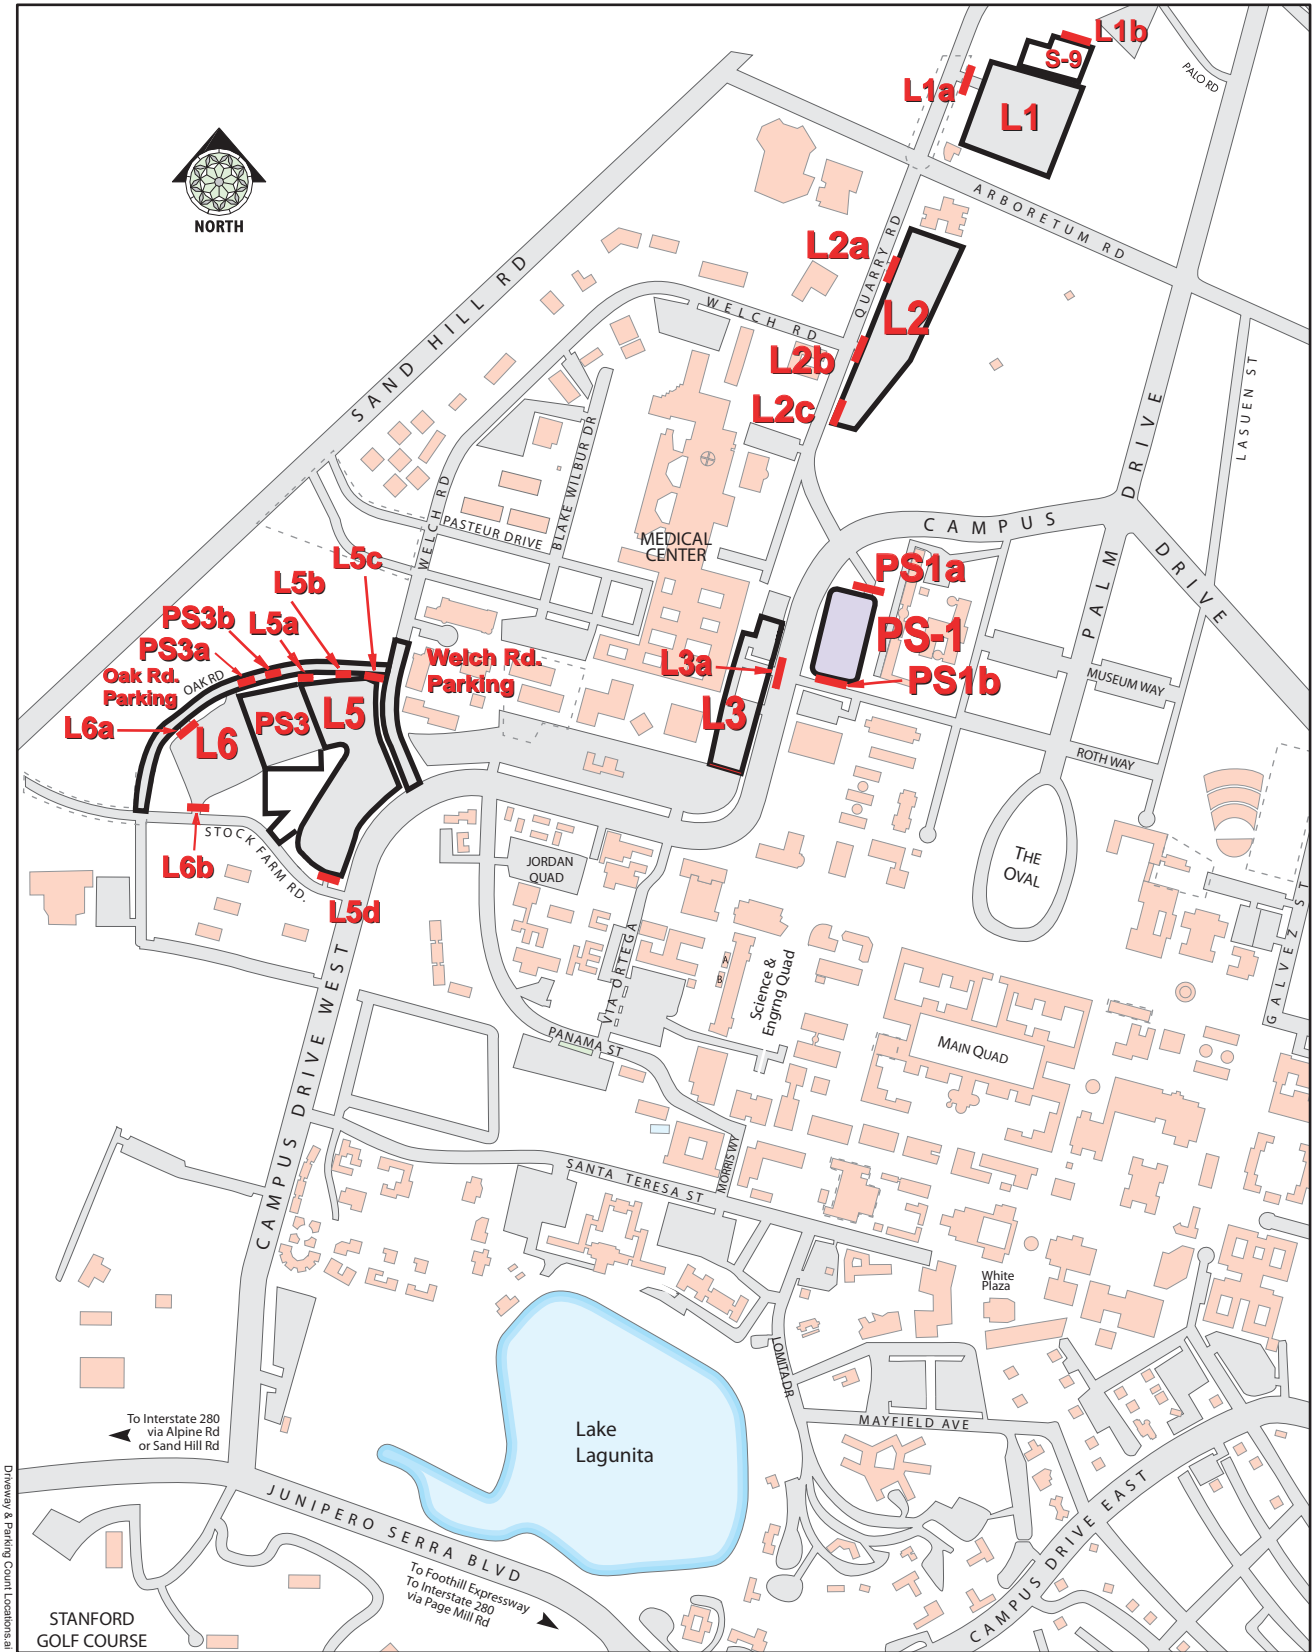 L1b
S-9
PALO RD
L1a
L1
NORTH
ARBORETUM RD
L2a
QUARRY RD
SAND HILL RD
WELCH RD
L2
L2b
L2c
LASUEN ST
PALM DRIVE
BLAKE WILBUR DR
WELCH RD
PASTEUR DRIVE
CAMPUS DRIVE
MEDICAL
CENTER
L5c
L5b
PS3b
L5a
PS3a
Oak Rd.
Parking
OAK RD
Welch Rd.
Parking
PS1a
PS-1
PS1b
L3a
L3
MUSEUM WAY
ROTH WAY
L6a
L6
PS3
L5
STOCK FARM RD.
L6b
L5d
JORDAN
QUAD
THE
OVAL
GALVEZ ST
VIA ORTEGA
A
B
Science &
Engrng Quad
MAIN QUAD
PANAMA ST
CAMPUS DRIVE WEST
SANTA TERESA ST
MORRIS WY
White
Plaza
LOMITA DR
MAYFIELD AVE
Lake
Lagunita
To Interstate 280
via Alpine Rd
or Sand Hill Rd
JUNIPERO SERRA BLVD
To Foothill Expressway
To Interstate 280
via Page Mill Rd
CAMPUS DRIVE EAST
STANFORD
GOLF COURSE
Driveway & Parking Count Locations.ai